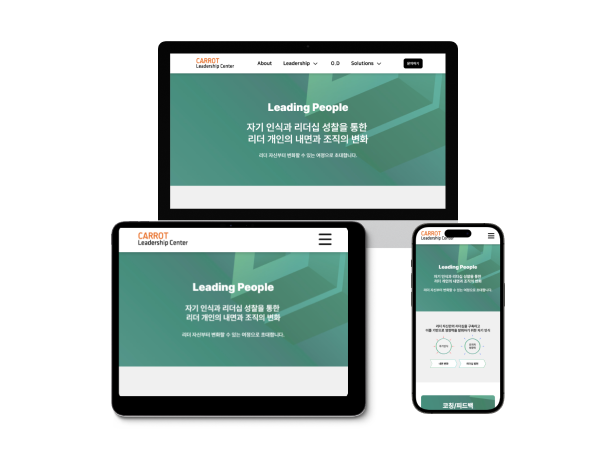 CARROT
Leadership Center
About
Leadership
O.D
Solutions
문의하기
Leading People
자기 인식과 리더십 성찰을 통한
리더 개인의 내면과 조직의 변화
리더 자신부터 변화할 수 있는 여정으로 초대합니다.
CARROT
Leadership Center
Leading People
자기 인식과 리더십 성찰을 통한
리더 개인의 내면과 조직의 변화
리더 자신부터 변화할 수 있는 여정으로 초대합니다.
CARROT
Leadership Center
Leading People
자기 인식과 리더십 성찰을 통한
리더 개인의 내면과 조직의 변화
리더 자신부터 변화할 수 있는 여정으로 초대합니다.
코칭/피드백